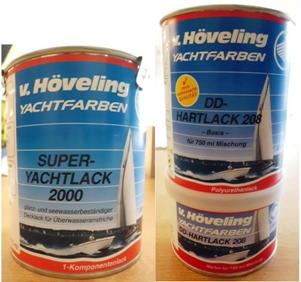 v. Höveling
YACHTFARBEN
SUPER-
YACHTLACK
2000
glanz- und seewasserbeständiger
Decklack für Überwasseranstriche
1-Komponentenlack
v. Höveling
YACHTFARBEN
DD-
HARTLACK 208
– Basis –
für 750 ml Mischung
Polyurethanlack
v. Höveling
YACHTFARBEN
DD-HARTLACK 208